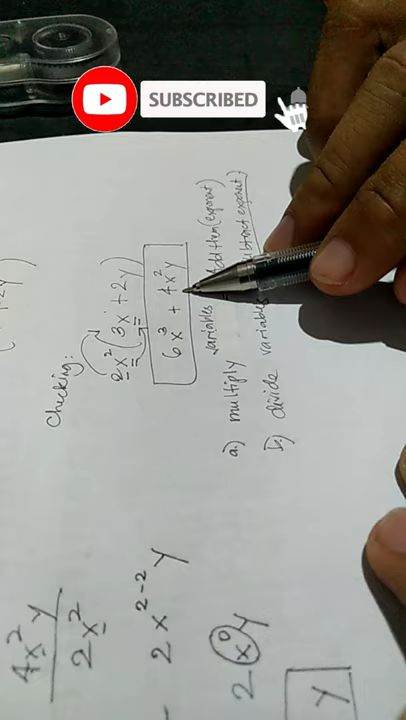 SUBSCRIBED
+ 2y)
Checking:
2x²(3x + 2y)
6x³ + 4x²y
a.) multiply variables add them (exponent)
b.) divide variables subtract exponent)
4x²y
2x²
2x²⁻²y
2x⁰y
y